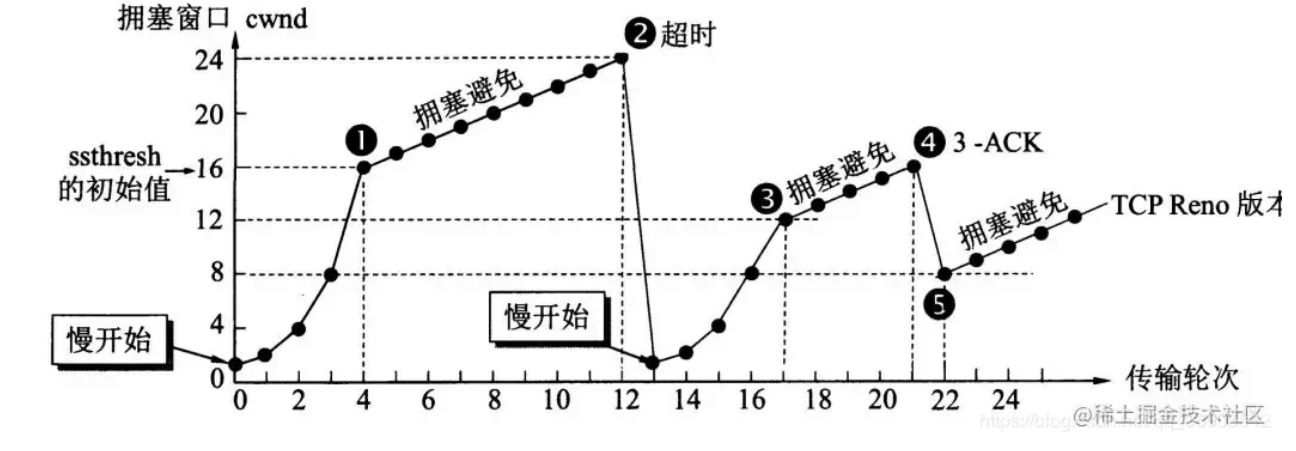 拥塞窗口 cwnd
❷超时
24
拥塞避免
20
❶
ssthresh
的初始值
16
❹ 3 -ACK
❸
拥塞避免
12
拥塞避免
TCP Reno 版本
8
❺
慢开始
慢开始
4
0
0 2 4 6 8 10 12 14 16 18 20 22 24
传输轮次
@稀土掘金技术社区